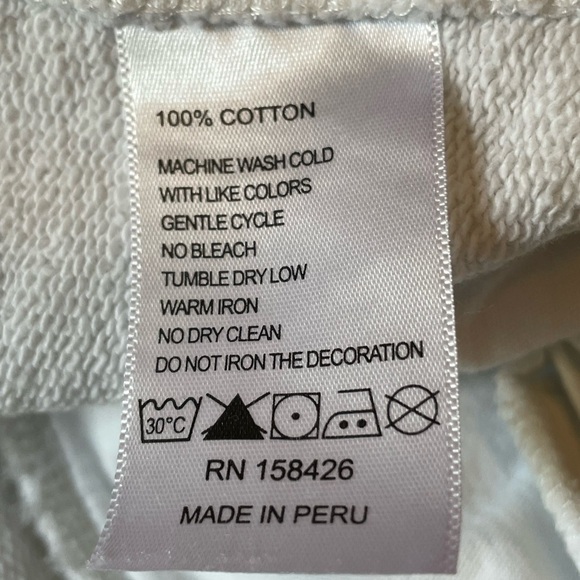 100% COTTON
MACHINE WASH COLD
WITH LIKE COLORS
GENTLE CYCLE
NO BLEACH
TUMBLE DRY LOW
WARM IRON
NO DRY CLEAN
DO NOT IRON THE DECORATION
30°C
RN 158426
MADE IN PERU